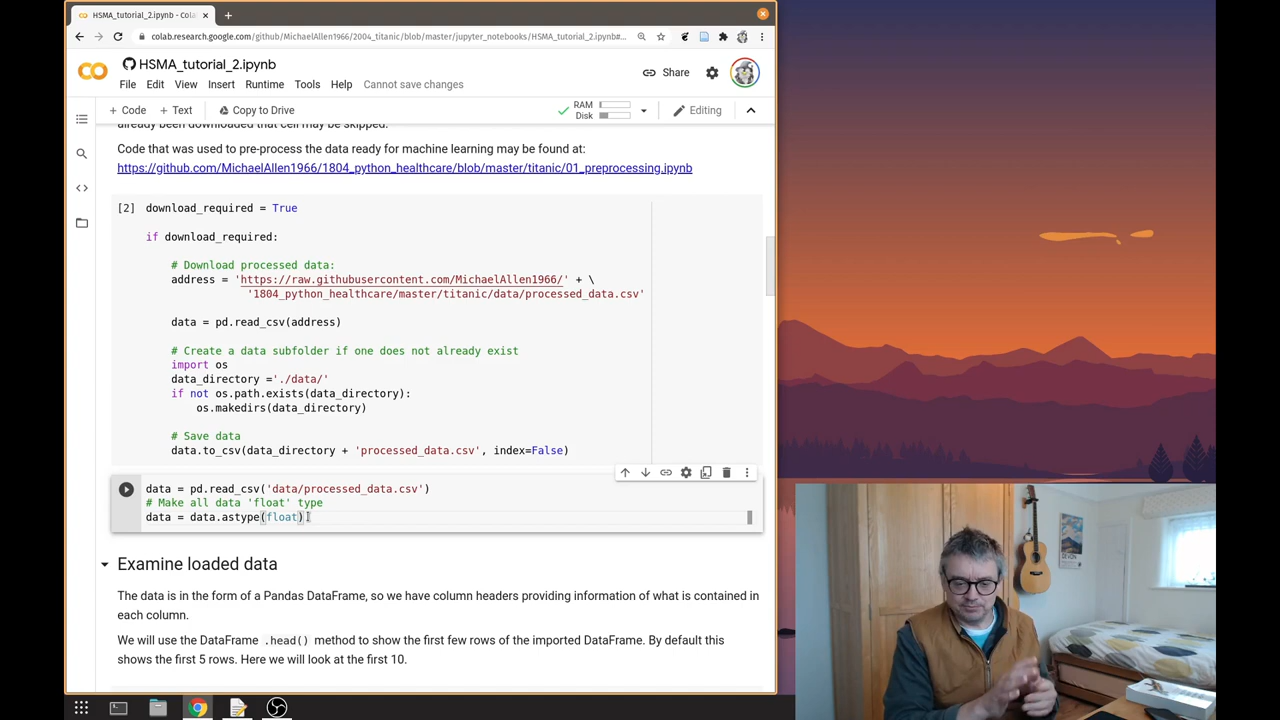 HSMA_tutorial_2.ipynb - Cola
colab.research.google.com/github/MichaelAllen1966/2004_titanic/blob/master/jupyter_notebooks/HSMA_tutorial_2.ipynb#...
HSMA_tutorial_2.ipynb
Share
File Edit View Insert Runtime Tools Help Cannot save changes
+ Code + Text Copy to Drive
RAM
Disk
Editing
already been downloaded that cell may be skipped.
Code that was used to pre-process the data ready for machine learning may be found at:
https://github.com/MichaelAllen1966/1804_python_healthcare/blob/master/titanic/01_preprocessing.ipynb
[2] download_required = True
if download_required:
# Download processed data:
address = 'https://raw.githubusercontent.com/MichaelAllen1966/' + \
'1804_python_healthcare/master/titanic/data/processed_data.csv'
data = pd.read_csv(address)
# Create a data subfolder if one does not already exist
import os
data_directory ='./data/'
if not os.path.exists(data_directory):
os.makedirs(data_directory)
# Save data
data.to_csv(data_directory + 'processed_data.csv', index=False)
data = pd.read_csv('data/processed_data.csv')
# Make all data 'float' type
data = data.astype(float)
Examine loaded data
The data is in the form of a Pandas DataFrame, so we have column headers providing information of what is contained in
each column.
We will use the DataFrame .head() method to show the first few rows of the imported DataFrame. By default this
shows the first 5 rows. Here we will look at the first 10.